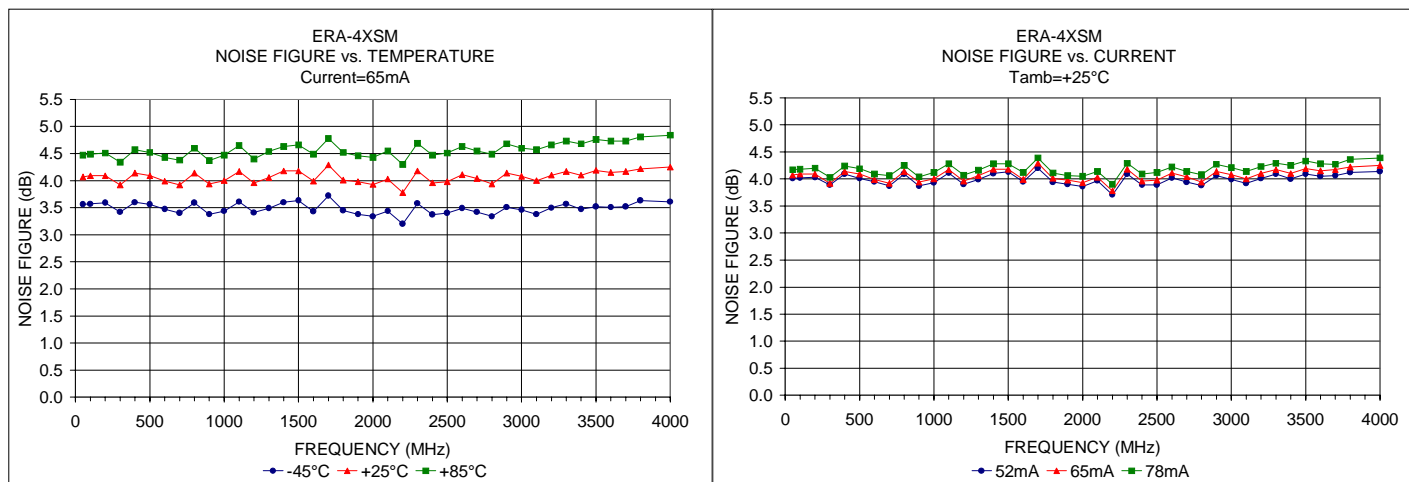 ERA-4XSM
NOISE FIGURE vs. TEMPERATURE
Current=65mA
5.5
5.0
4.5
4.0
3.5
3.0
2.5
2.0
1.5
1.0
0.5
0.0
NOISE FIGURE (dB)
0 500 1000 1500 2000 2500 3000 3500 4000
FREQUENCY (MHz)
-45°C +25°C +85°C
ERA-4XSM
NOISE FIGURE vs. CURRENT
Tamb=+25°C
5.5
5.0
4.5
4.0
3.5
3.0
2.5
2.0
1.5
1.0
0.5
0.0
NOISE FIGURE (dB)
0 500 1000 1500 2000 2500 3000 3500 4000
FREQUENCY (MHz)
52mA 65mA 78mA